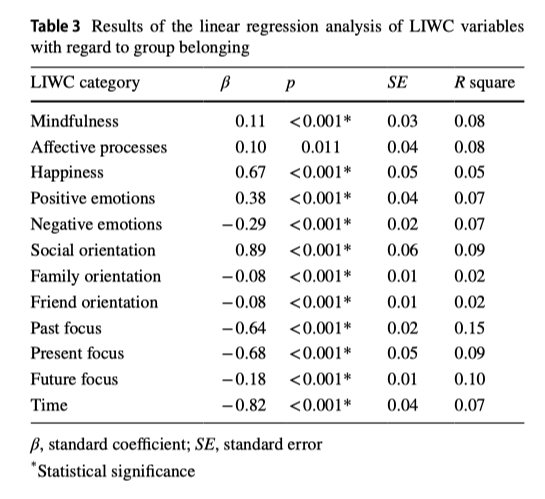 Table 3 Results of the linear regression analysis of LIWC variables
with regard to group belonging
LIWC category β p SE R square
Mindfulness 0.11 <0.001* 0.03 0.08
Affective processes 0.10 0.011 0.04 0.08
Happiness 0.67 <0.001* 0.05 0.05
Positive emotions 0.38 <0.001* 0.04 0.07
Negative emotions −0.29 <0.001* 0.02 0.07
Social orientation 0.89 <0.001* 0.06 0.09
Family orientation −0.08 <0.001* 0.01 0.02
Friend orientation −0.08 <0.001* 0.01 0.02
Past focus −0.64 <0.001* 0.02 0.15
Present focus −0.68 <0.001* 0.05 0.09
Future focus −0.18 <0.001* 0.01 0.10
Time −0.82 <0.001* 0.04 0.07
β, standard coefficient; SE, standard error
*Statistical significance